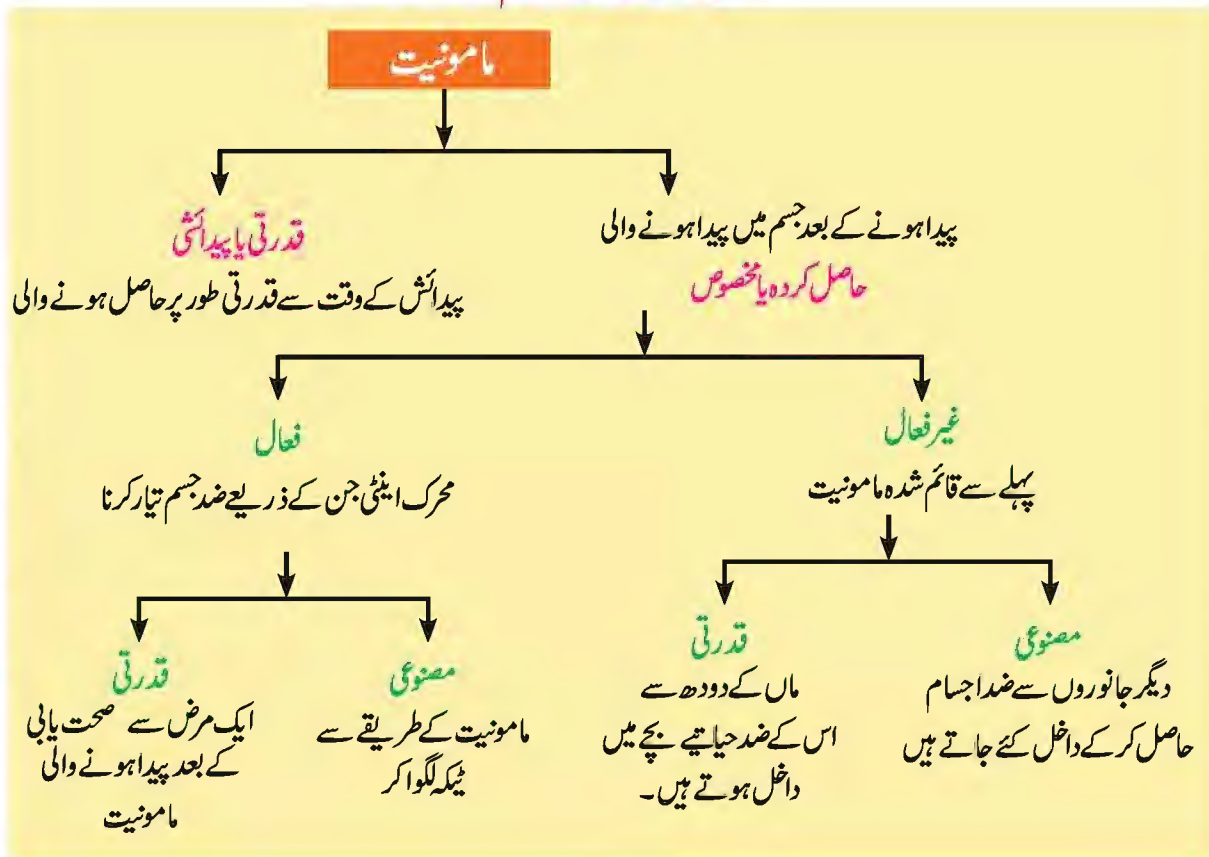 مامونیت
پیدا ہونے کے بعد جسم میں پیدا ہونے والی
حاصل کردہ یا مخصوص
قدرتی یا پیدائشی
پیدائش کے وقت سے قدرتی طور پر حاصل ہونے والی
غیر فعال
پہلے سے قائم شدہ مامونیت
فعال
محرک اینٹی جن کے ذریعے ضد جسم تیار کرنا
مصنوعی
دیگر جانوروں سے ضد اجسام
حاصل کر کے داخل کئے جاتے ہیں
قدرتی
ماں کے دودھ سے
اس کے ضد حیاتیے بچے میں
داخل ہوتے ہیں۔
مصنوعی
مامونیت کے طریقے سے
ٹیکہ لگوا کر
قدرتی
ایک مرض سے صحت یابی
کے بعد پیدا ہونے والی
مامونیت